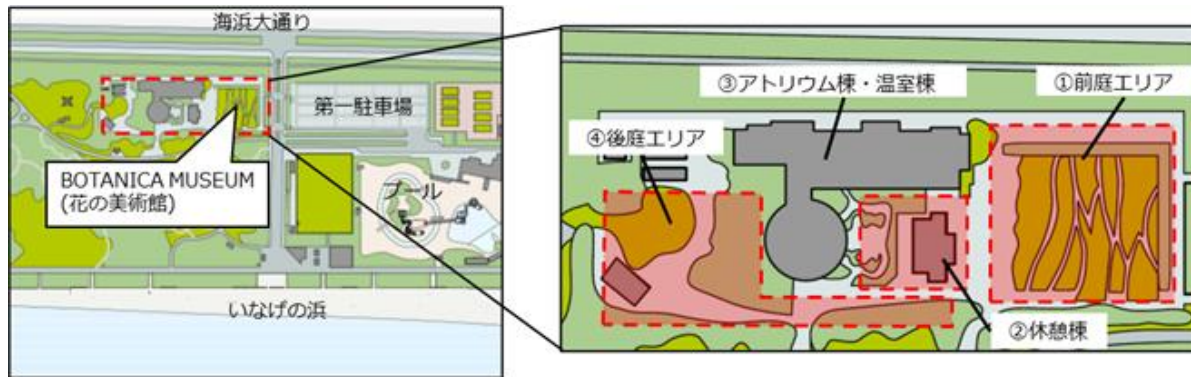 海浜大通り
第一駐車場
BOTANICA MUSEUM
(花の美術館)
プール
いなげの浜
③アトリウム棟・温室棟
①前庭エリア
④後庭エリア
②休憩棟